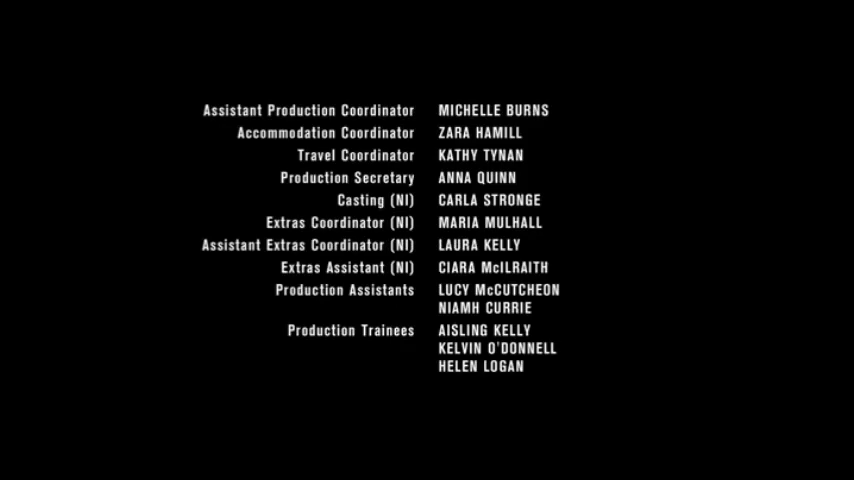 Assistant Production Coordinator MICHELLE BURNS
Accommodation Coordinator ZARA HAMILL
Travel Coordinator KATHY TYNAN
Production Secretary ANNA QUINN
Casting (NI) CARLA STRONGE
Extras Coordinator (NI) MARIA MULHALL
Assistant Extras Coordinator (NI) LAURA KELLY
Extras Assistant (NI) CIARA McILRAITH
Production Assistants LUCY McCUTCHEON
NIAMH CURRIE
Production Trainees AISLING KELLY
KELVIN O'DONNELL
HELEN LOGAN